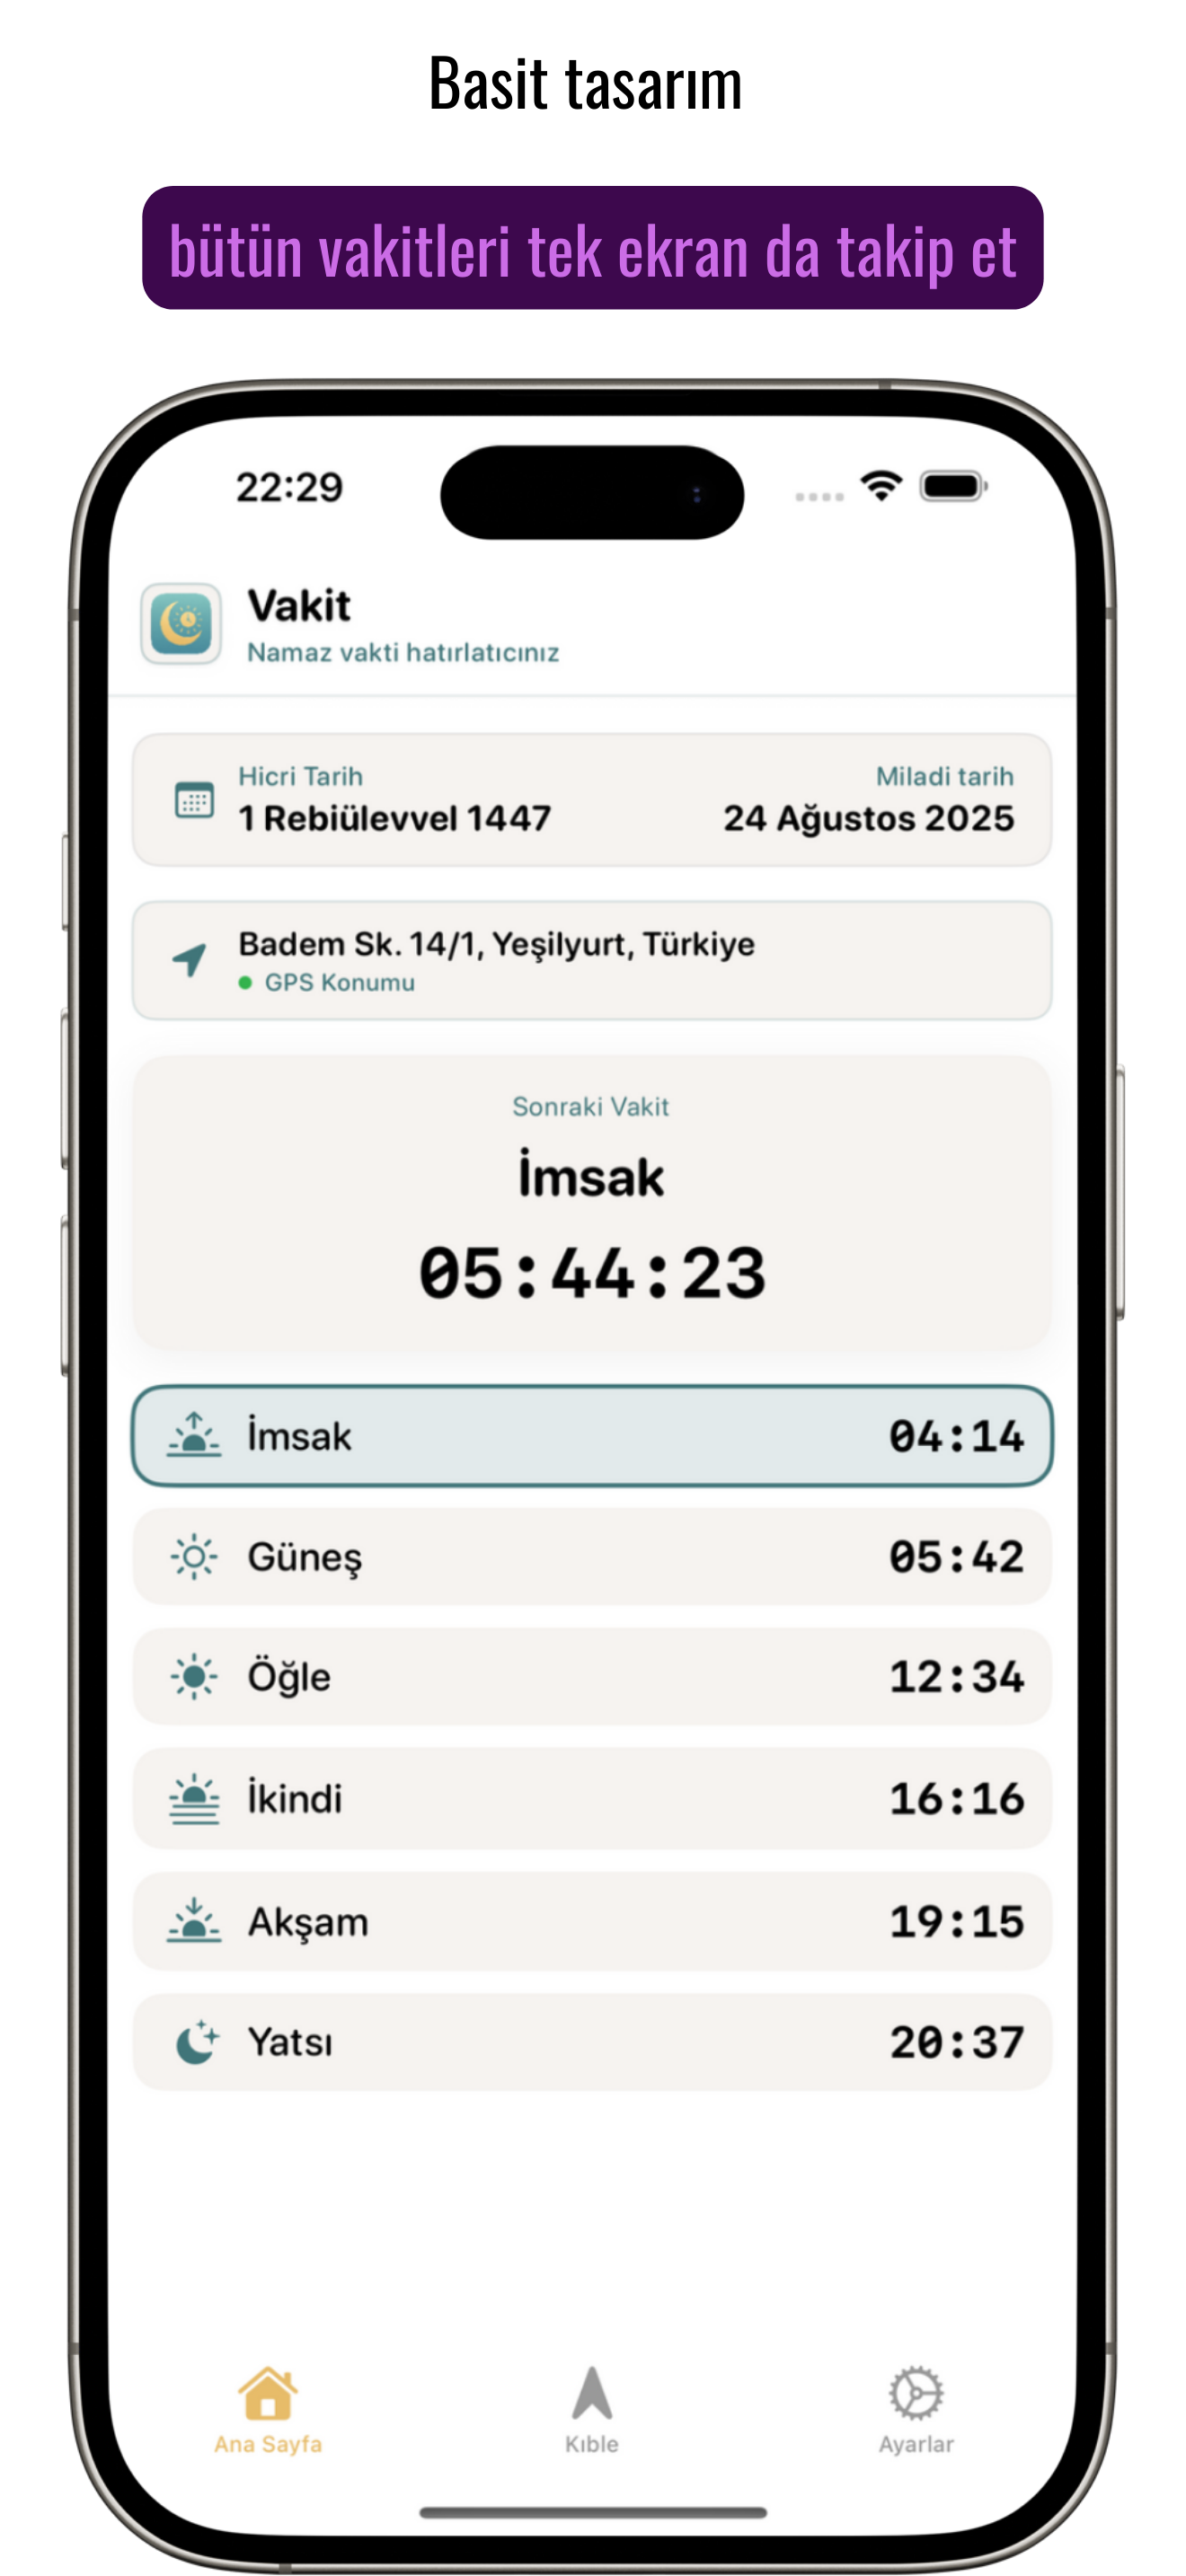 Basit tasarım
bütün vakitleri tek ekran da takip et
22:29
Vakit
Namaz vakti hatırlatıcınız
Hicri Tarih
Miladi tarih
1 Rebiülevvel 1447
24 Ağustos 2025
Badem Sk. 14/1, Yeşilyurt, Türkiye
GPS Konumu
Sonraki Vakit
İmsak
05:44:23
İmsak 04:14
Güneş 05:42
Öğle 12:34
İkindi 16:16
Akşam 19:15
Yatsı 20:37
Ana Sayfa
Kıble
Ayarlar